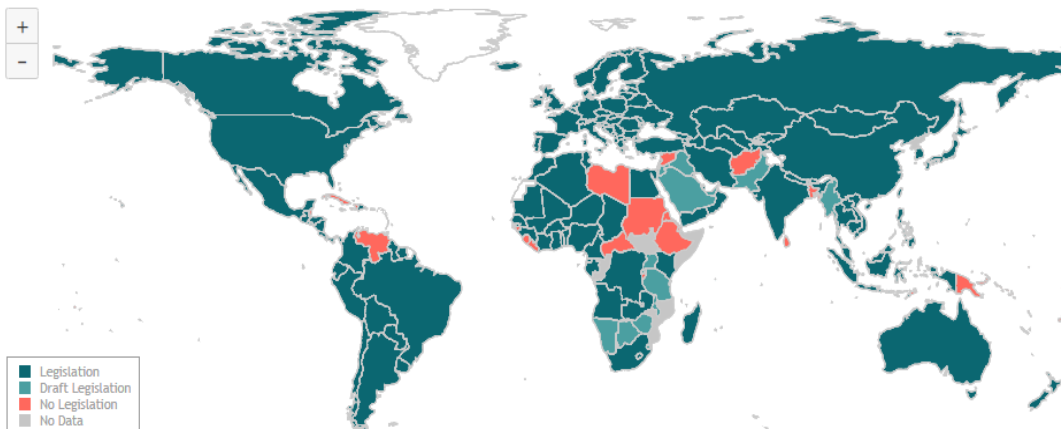 +
-
Legislation
Draft Legislation
No Legislation
No Data